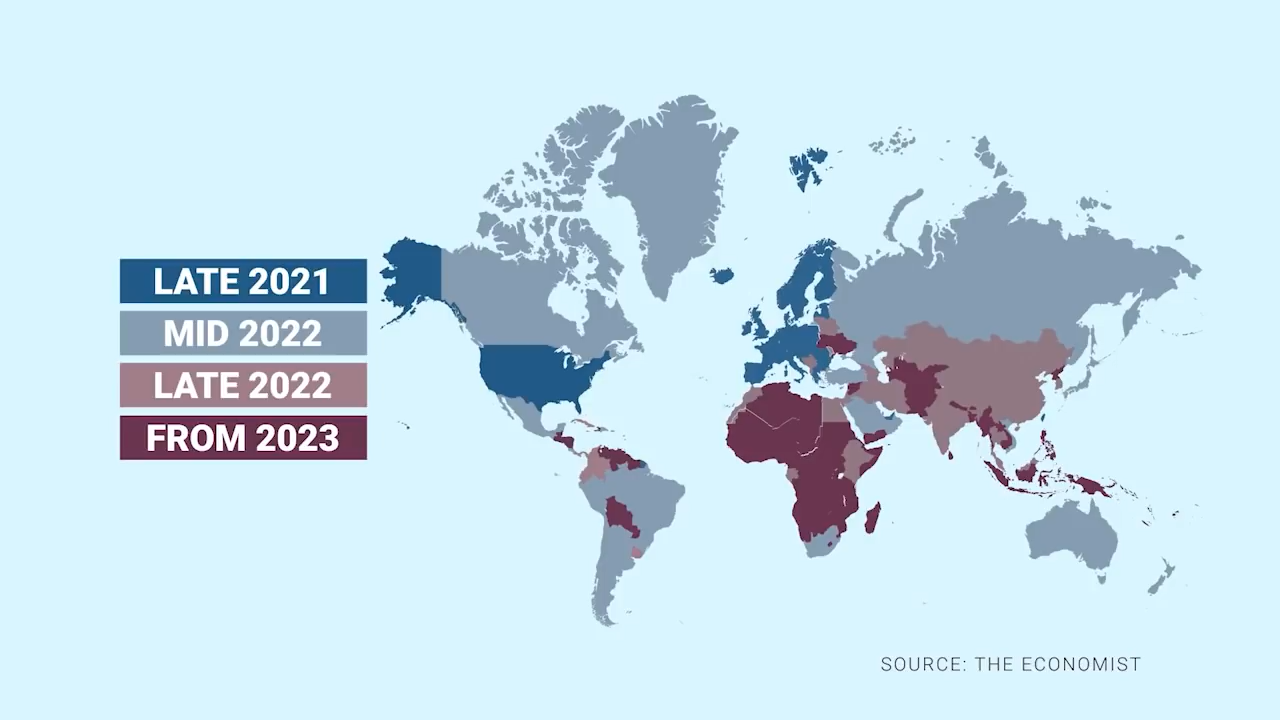 LATE 2021
MID 2022
LATE 2022
FROM 2023
SOURCE: THE ECONOMIST